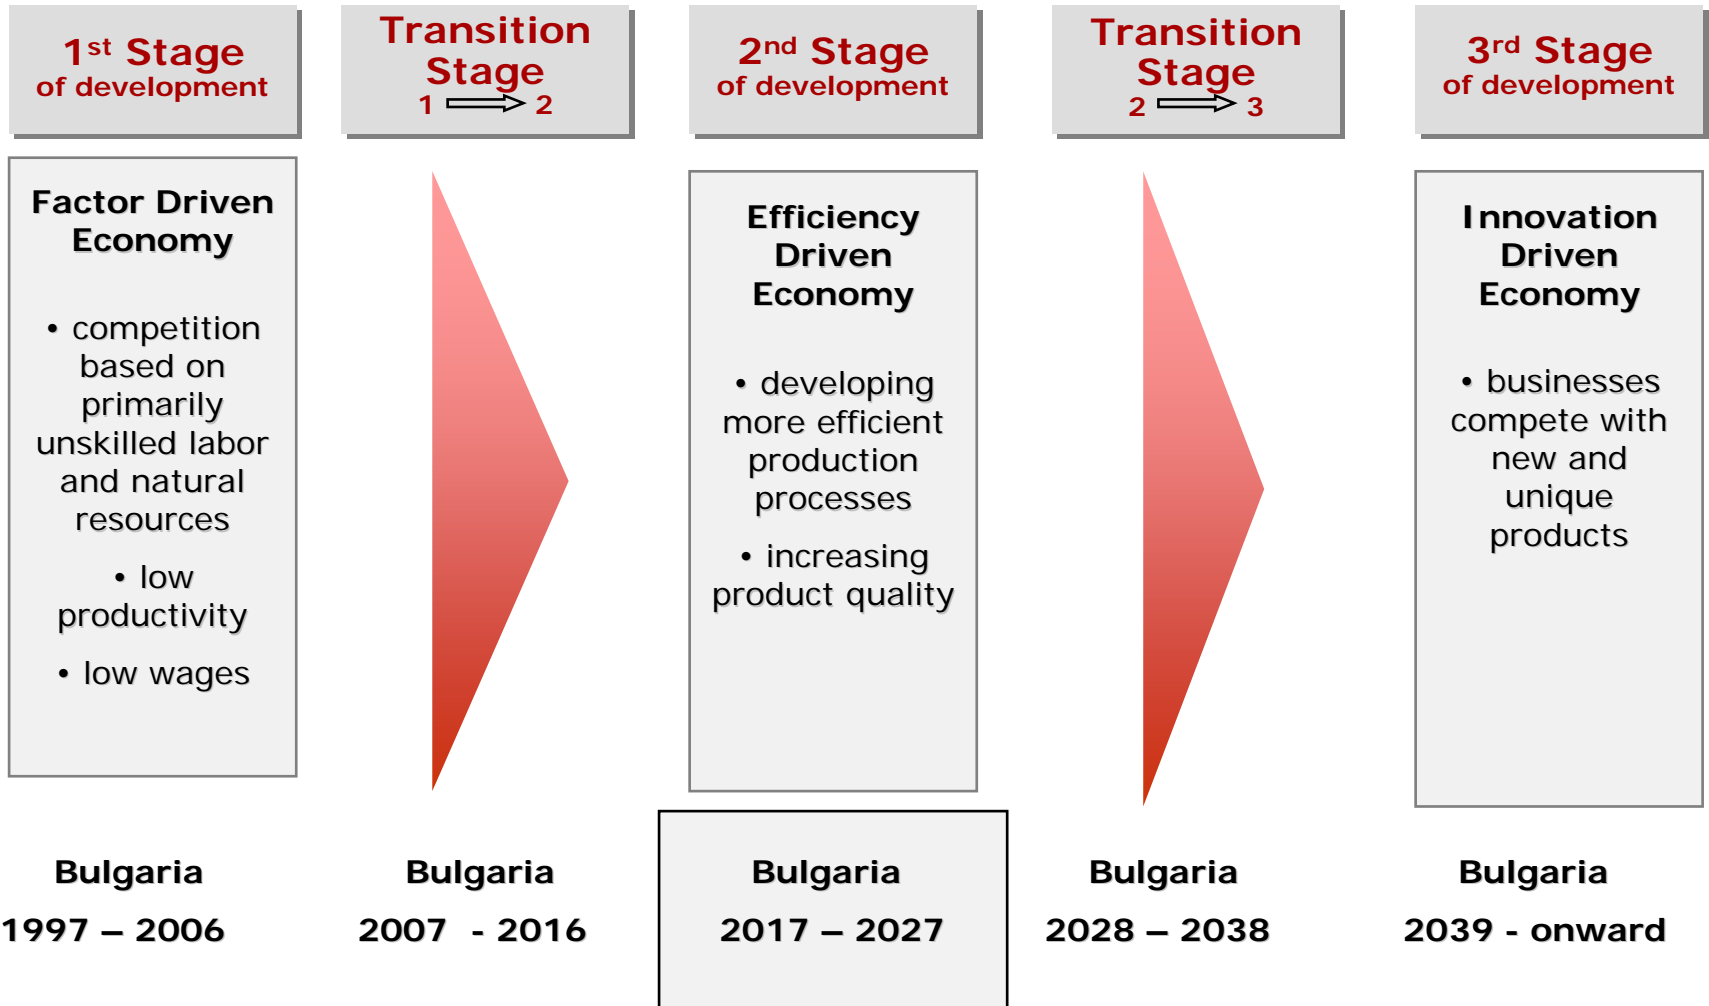 1st Stage
of development
Transition
Stage
1 2
2nd Stage
of development
Transition
Stage
2 3
3rd Stage
of development
Factor Driven
Economy
• competition
based on
primarily
unskilled labor
and natural
resources
• low
productivity
• low wages
Efficiency
Driven
Economy
• developing
more efficient
production
processes
• increasing
product quality
Innovation
Driven
Economy
• businesses
compete with
new and
unique
products
Bulgaria
1997 – 2006
Bulgaria
2007 - 2016
Bulgaria
2017 – 2027
Bulgaria
2028 – 2038
Bulgaria
2039 - onward